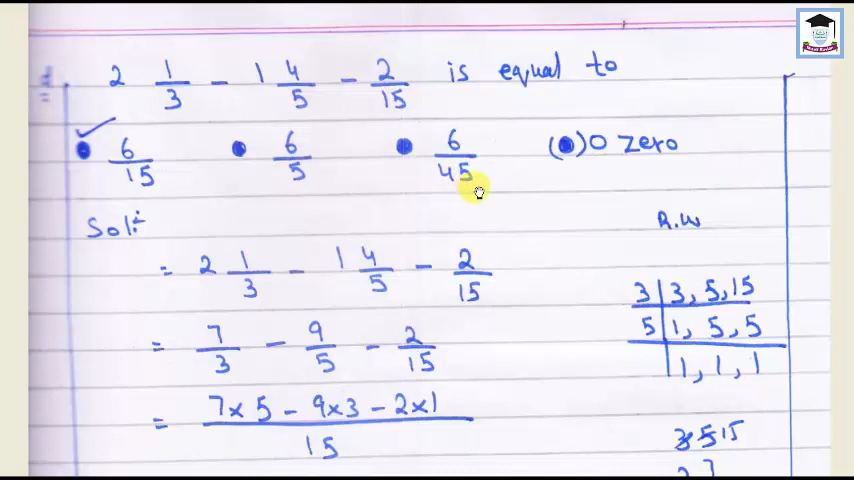 2 1/3 - 1 4/5 - 2/15 is equal to
6/15 6/5 6/45 ( )0 zero
Sol:-
R.W
= 2 1/3 - 1 4/5 - 2/15
3 | 3, 5, 15
= 7/3 - 9/5 - 2/15
5 | 1, 5, 5
1, 1, 1
= 7×5 - 9×3 - 2×1 / 15
3 5 15